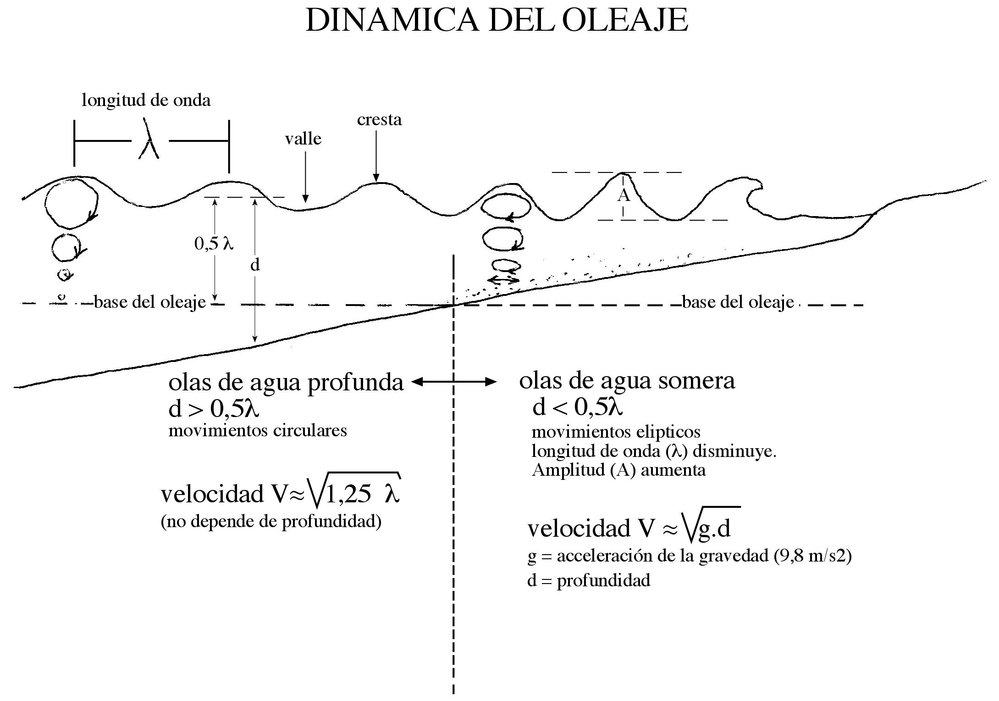 DINAMICA DEL OLEAJE
longitud de onda
λ
cresta
valle
A
0,5 λ
d
base del oleaje
base del oleaje
olas de agua profunda
d > 0,5λ
movimientos circulares
velocidad V≈√1,25 λ
(no depende de profundidad)
olas de agua somera
d < 0,5λ
movimientos elipticos
longitud de onda (λ) disminuye.
Amplitud (A) aumenta
velocidad V ≈ √g.d
g = acceleración de la gravedad (9,8 m/s2)
d = profundidad